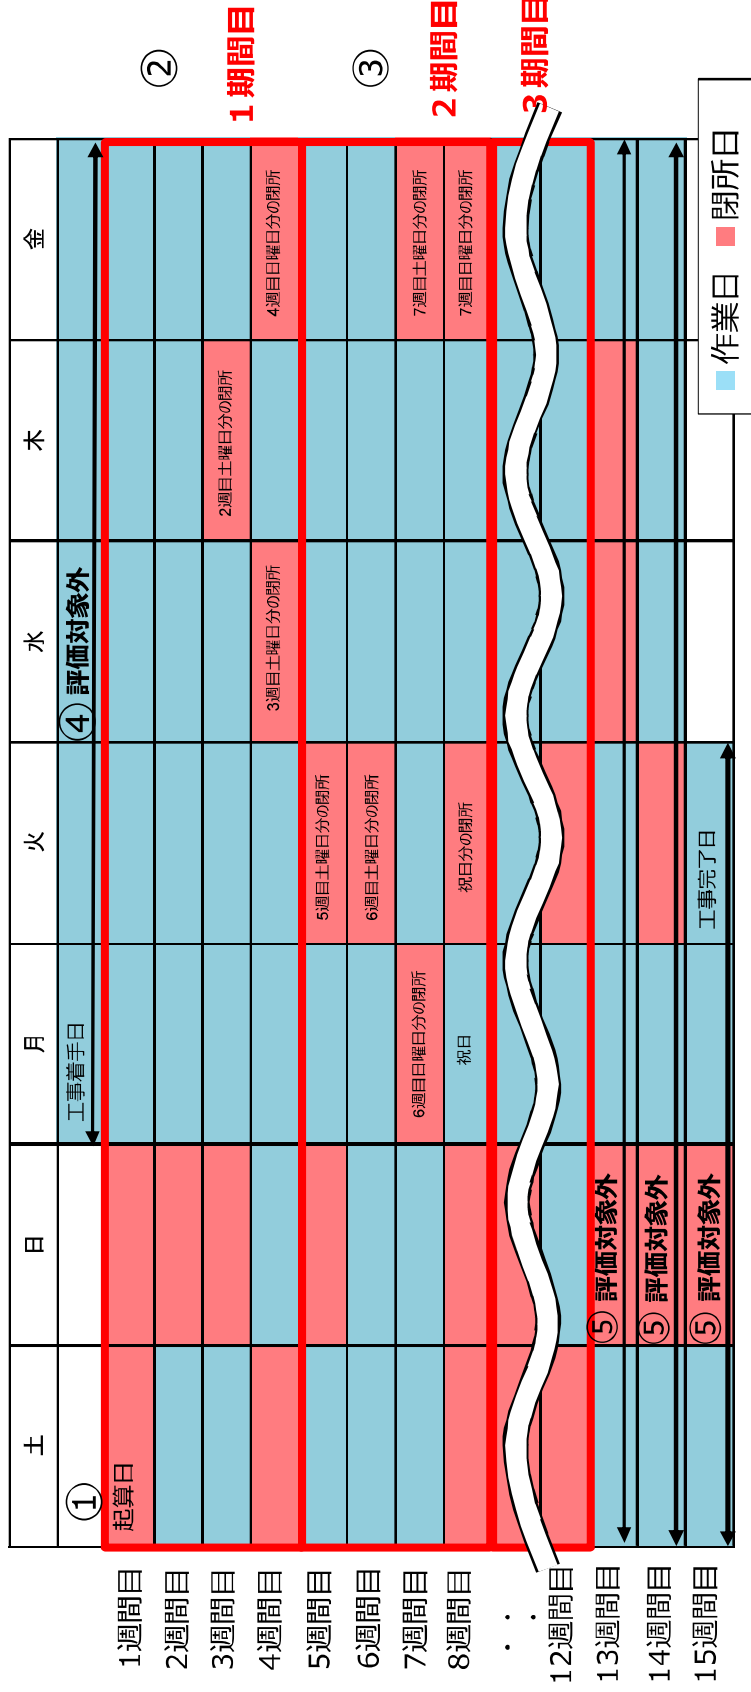 土 日 月 火 水 木 金
① 工事着手日 ④ 評価対象外
1週間目 起算日
2週間目
②
3週間目 2週目土曜日分の閉所
4週間目 3週目土曜日分の閉所 4週目日曜日分の閉所
1期間目
5週間目 5週目土曜日分の閉所
6週間目 6週目土曜日分の閉所
③
7週間目 6週目日曜日分の閉所 7週目土曜日分の閉所
8週間目 祝日 祝日分の閉所 7週目日曜日分の閉所
2期間目
・・
12週間目
3期間目
13週間目 ⑤ 評価対象外
14週間目 ⑤ 評価対象外
15週間目 ⑤ 評価対象外 工事完了日
作業日 閉所日